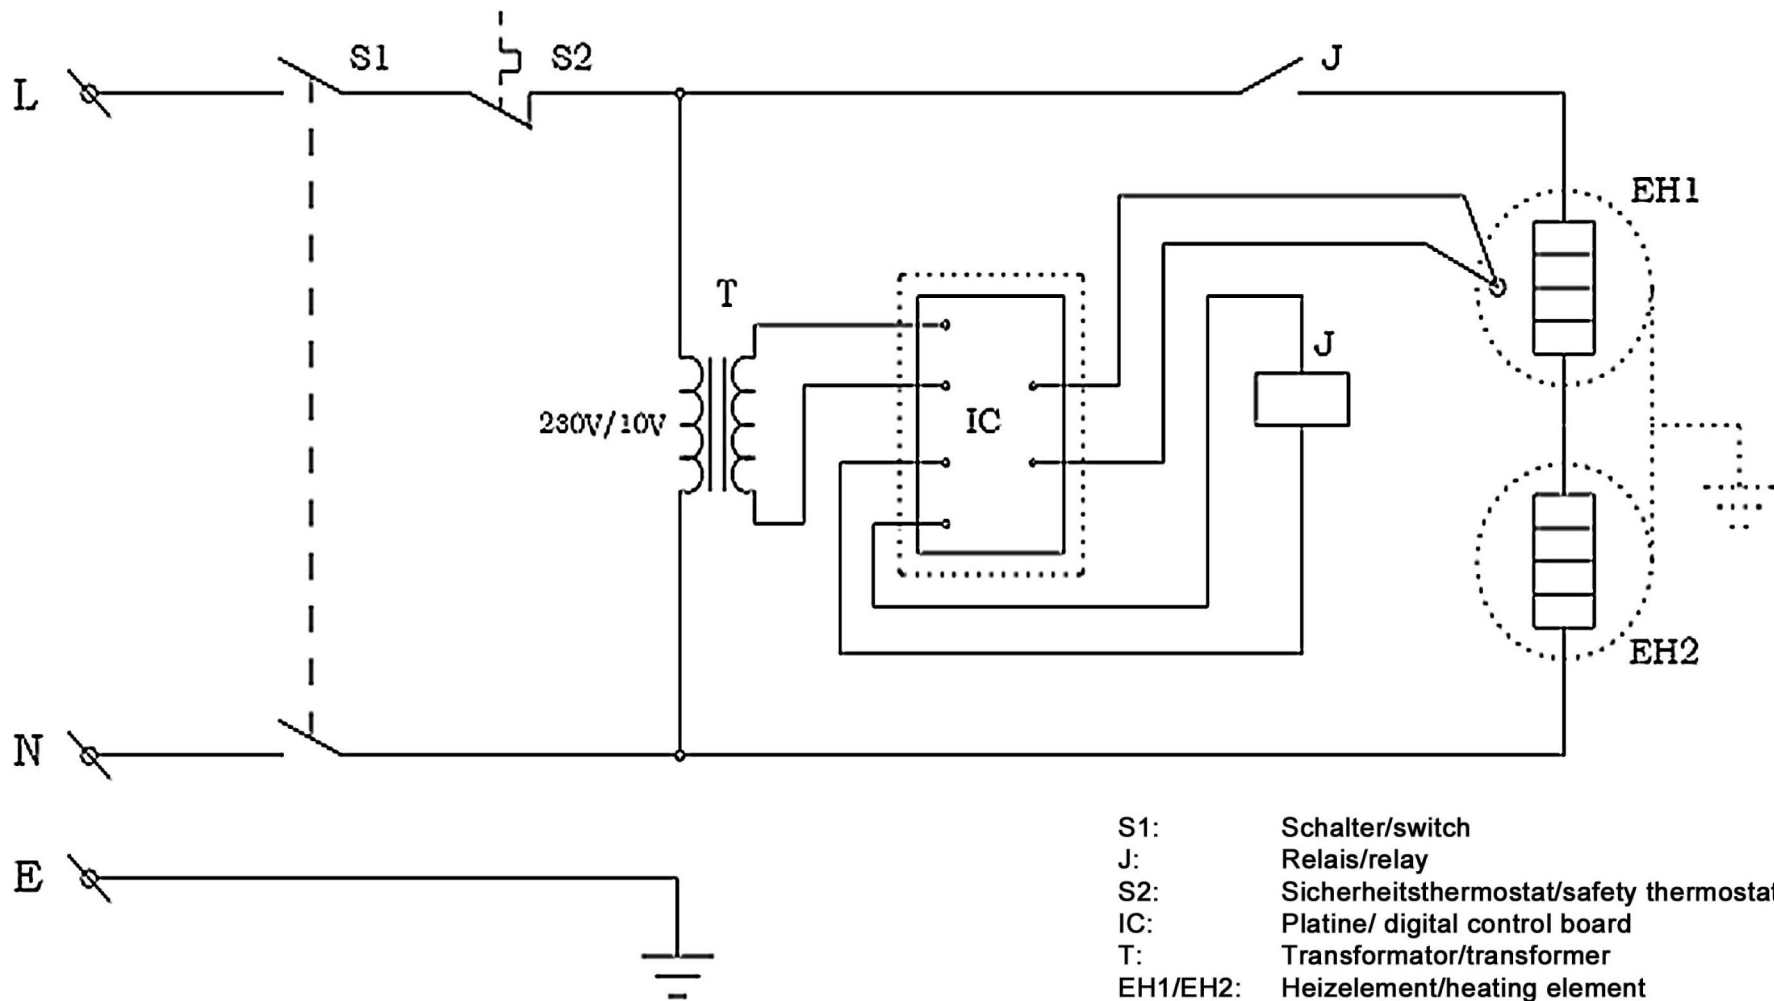 S1
S2
J
L
EH1
T
J
230V/10V
IC
EH2
N
E
S1: Schalter/switch
J: Relais/relay
S2: Sicherheitsthermostat/safety thermostat
IC: Platine/ digital control board
T: Transformator/transformer
EH1/EH2: Heizelement/heating element